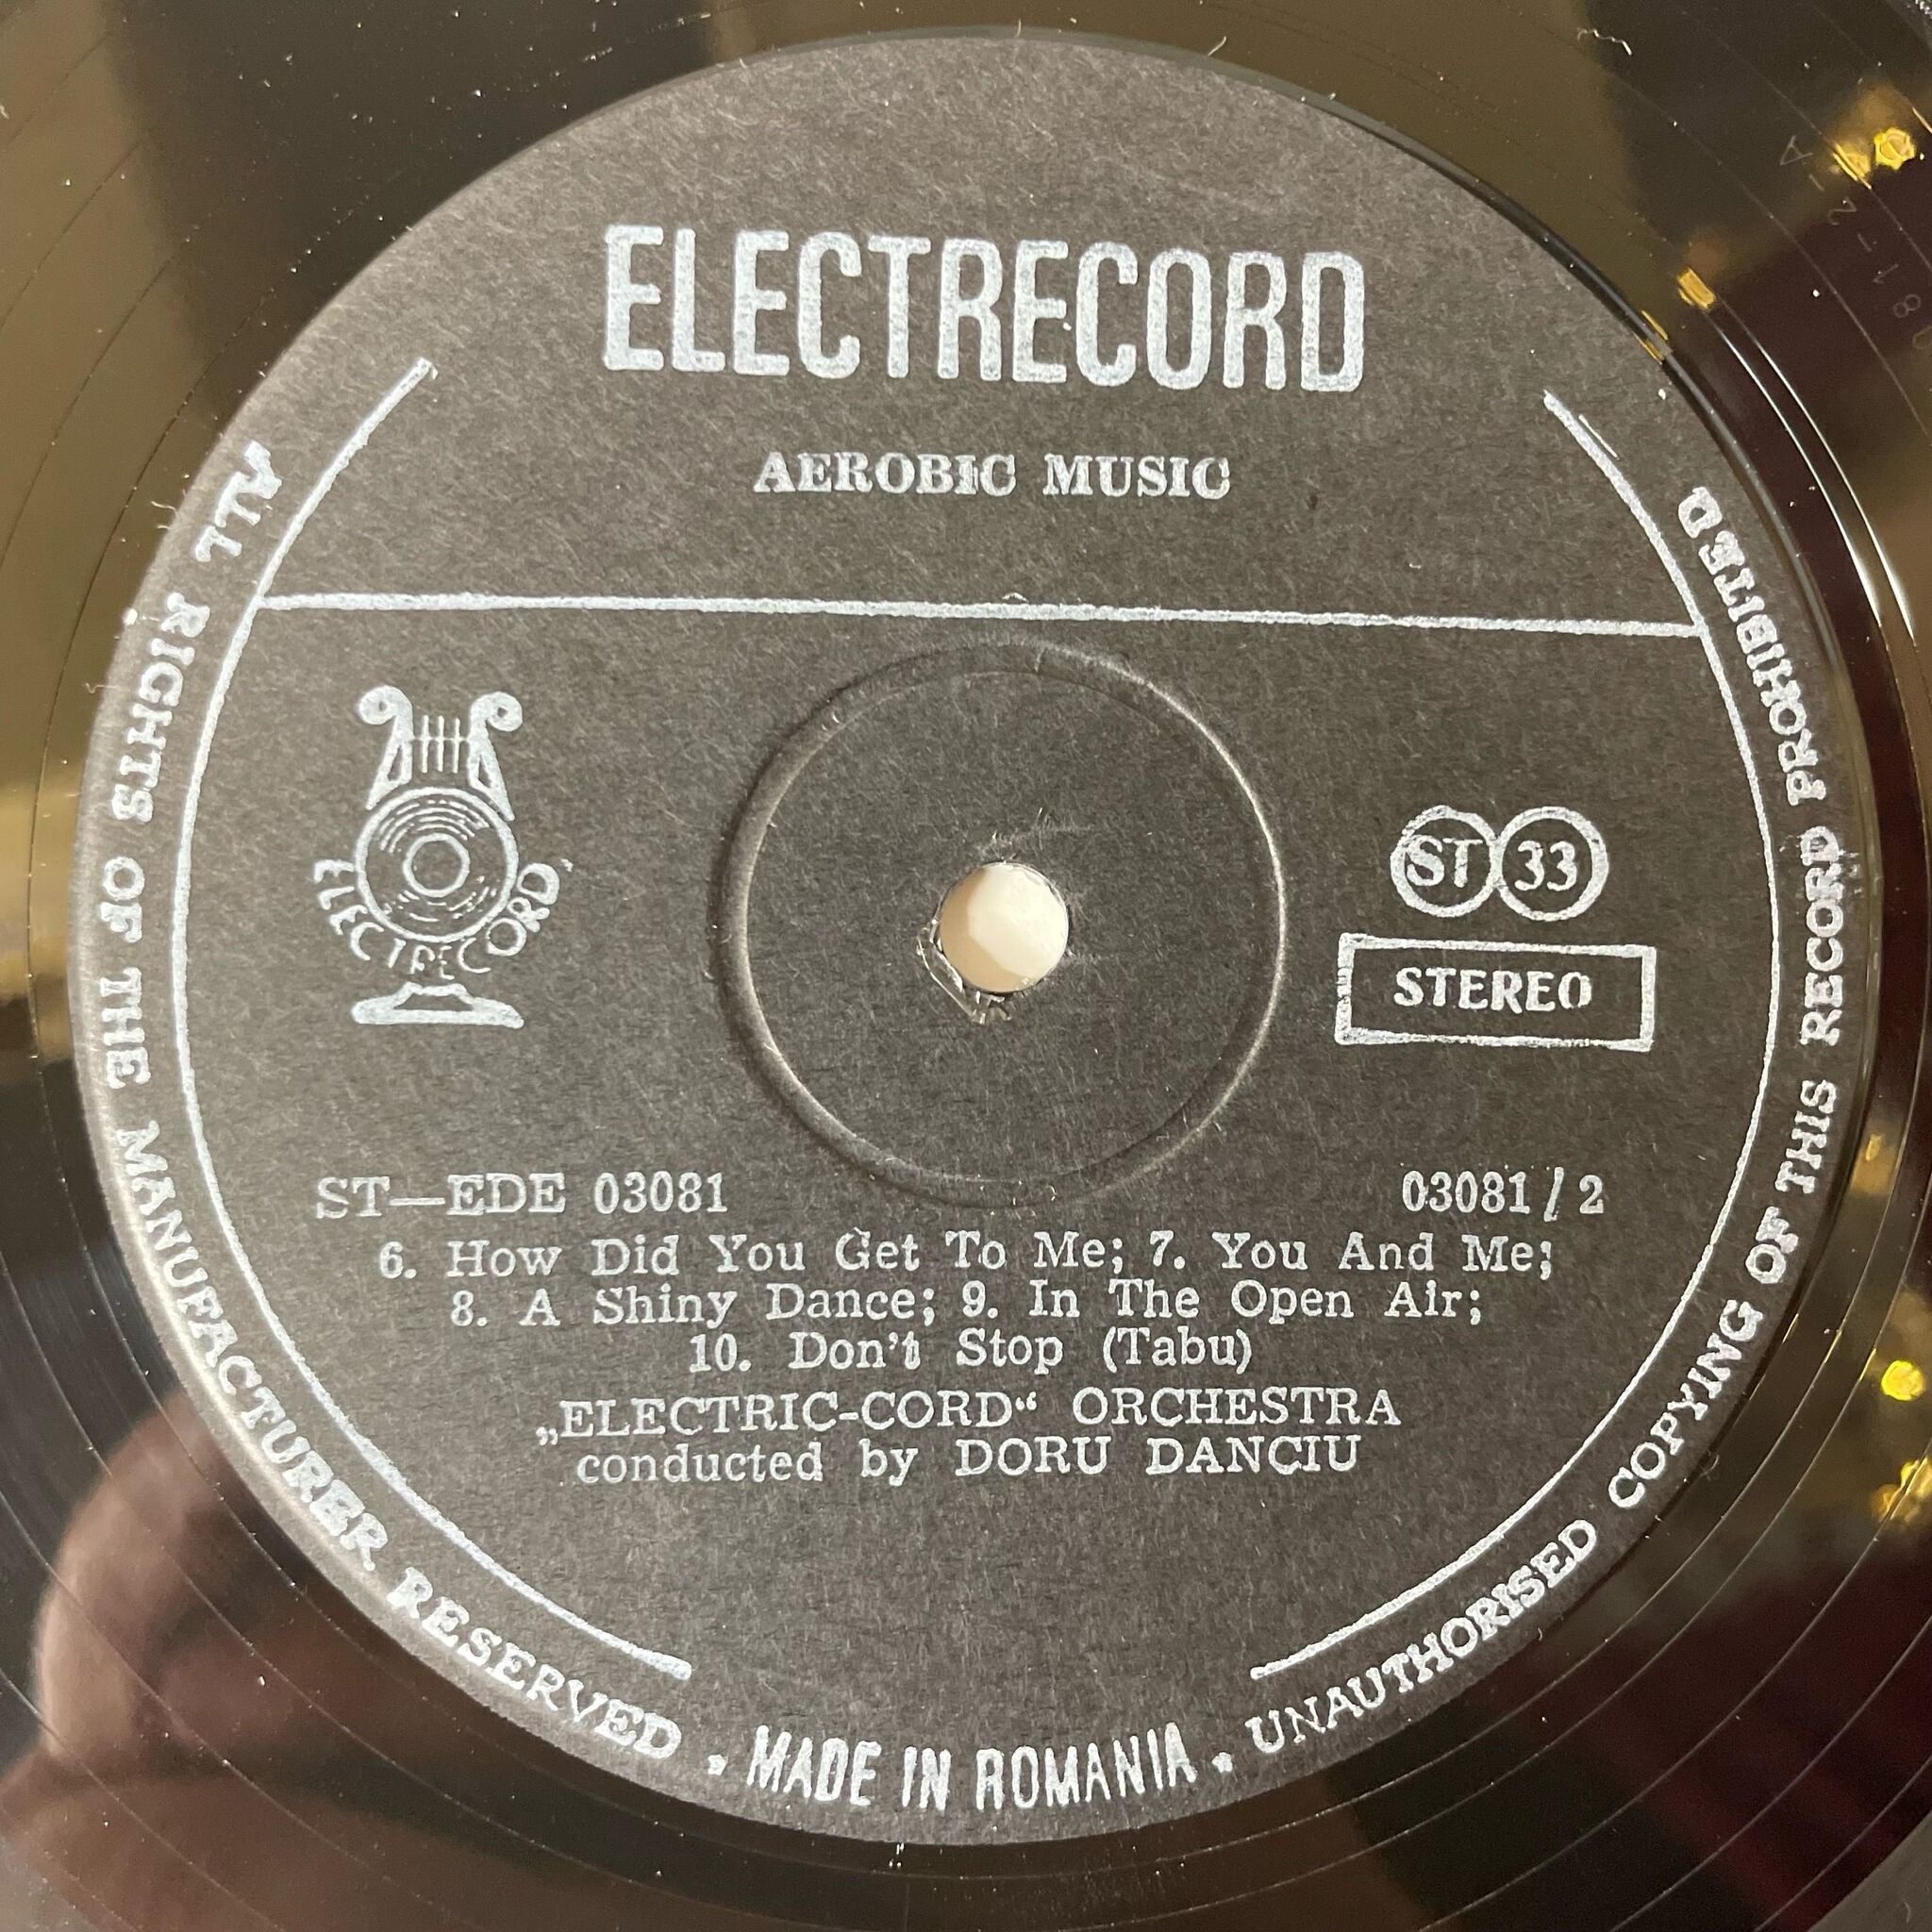 ELECTRECORD
AEROBIC MUSIC
ELECTRECORD
ST 33
STEREO
ST—EDE 03081
03081/2
6. How Did You Get To Me; 7. You And Me;
8. A Shiny Dance; 9. In The Open Air;
10. Don't Stop (Tabu)
„ELECTRIC-CORD“ ORCHESTRA
conducted by DORU DANCIU
ALL RIGHTS OF THE MANUFACTURER RESERVED • MADE IN ROMANIA • UNAUTHORISED COPYING OF THIS RECORD PROHIBITED